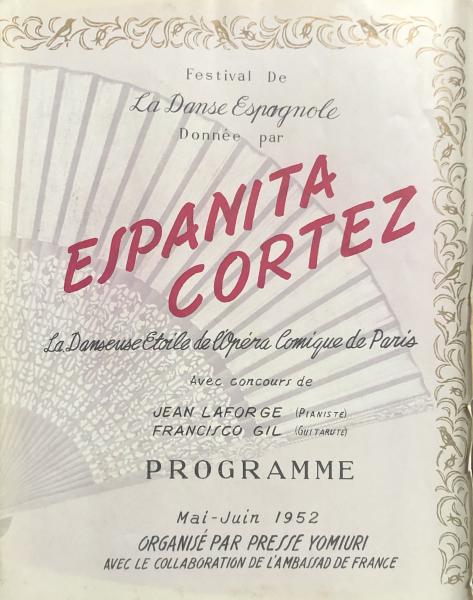 Festival De
La Danse Espagnole
Donnée par
ESPANITA
CORTEZ
La Danseuse Etoile de l'Opéra Comique de Paris
Avec concours de
JEAN LAFORGE (PIANISTE)
FRANCISCO GIL (GUITARUTE)
PROGRAMME
Mai-Juin 1952
ORGANISÉ PAR PRESSE YOMIURI
AVEC LE COLLABORATION DE L'AMBASSAD DE FRANCE